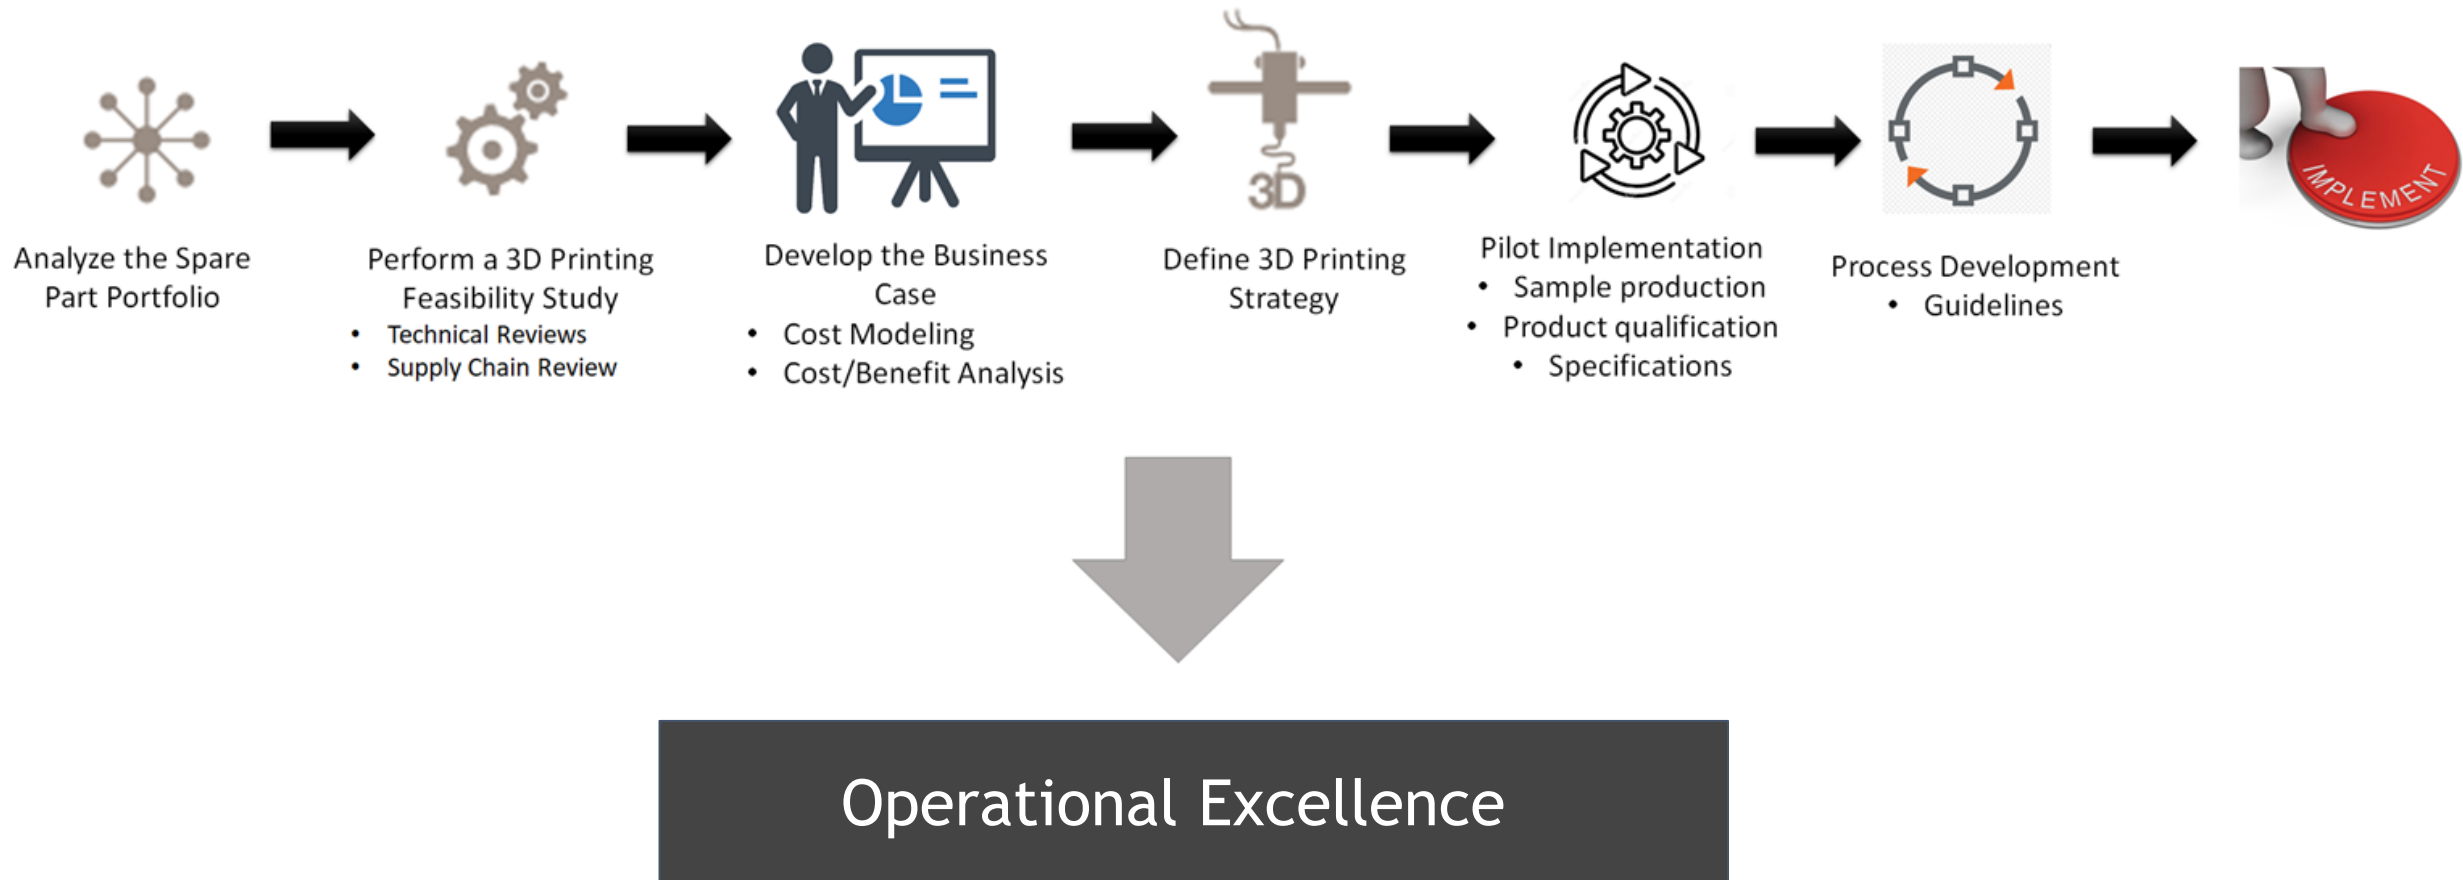 3D
IMPLEMENT
Analyze the Spare
Part Portfolio
Perform a 3D Printing
Feasibility Study
• Technical Reviews
• Supply Chain Review
Develop the Business
Case
• Cost Modeling
• Cost/Benefit Analysis
Define 3D Printing
Strategy
Pilot Implementation
• Sample production
• Product qualification
• Specifications
Process Development
• Guidelines
Operational Excellence